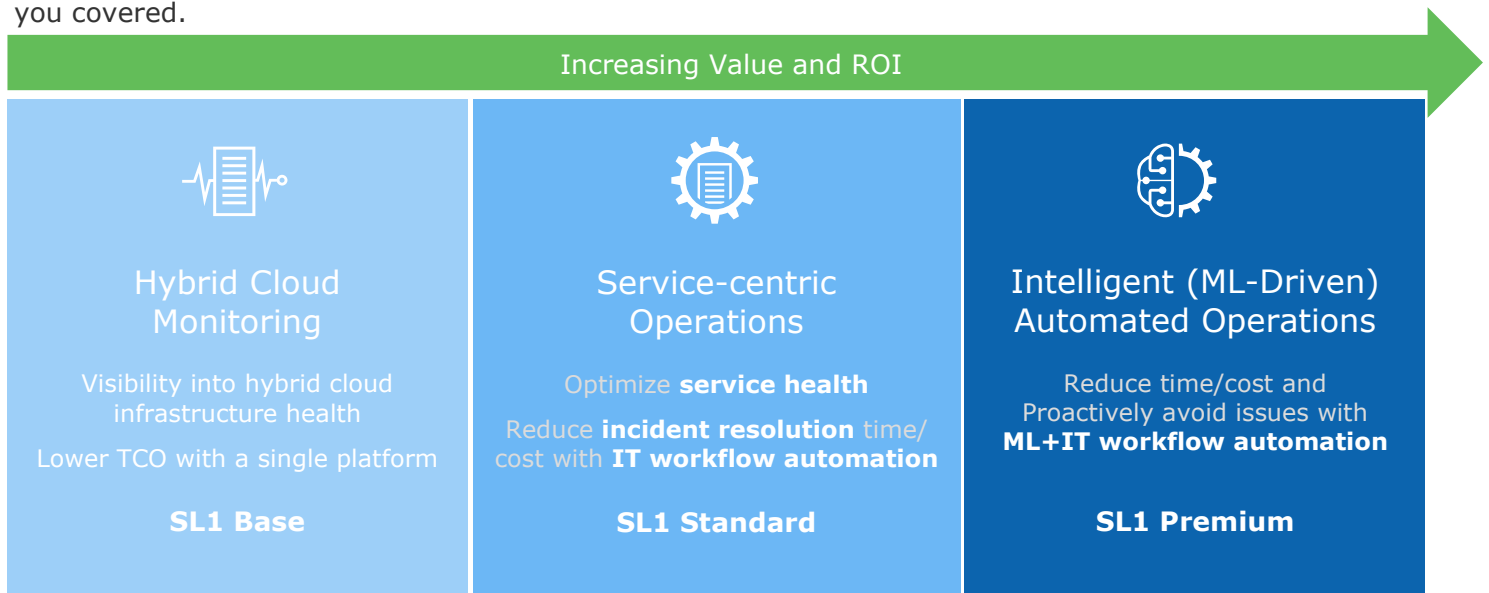 you covered.
Increasing Value and ROI
Hybrid Cloud
Monitoring
Visibility into hybrid cloud
infrastructure health
Lower TCO with a single platform
SL1 Base
Service-centric
Operations
Optimize service health
Reduce incident resolution time/
cost with IT workflow automation
SL1 Standard
Intelligent (ML-Driven)
Automated Operations
Reduce time/cost and
Proactively avoid issues with
ML+IT workflow automation
SL1 Premium